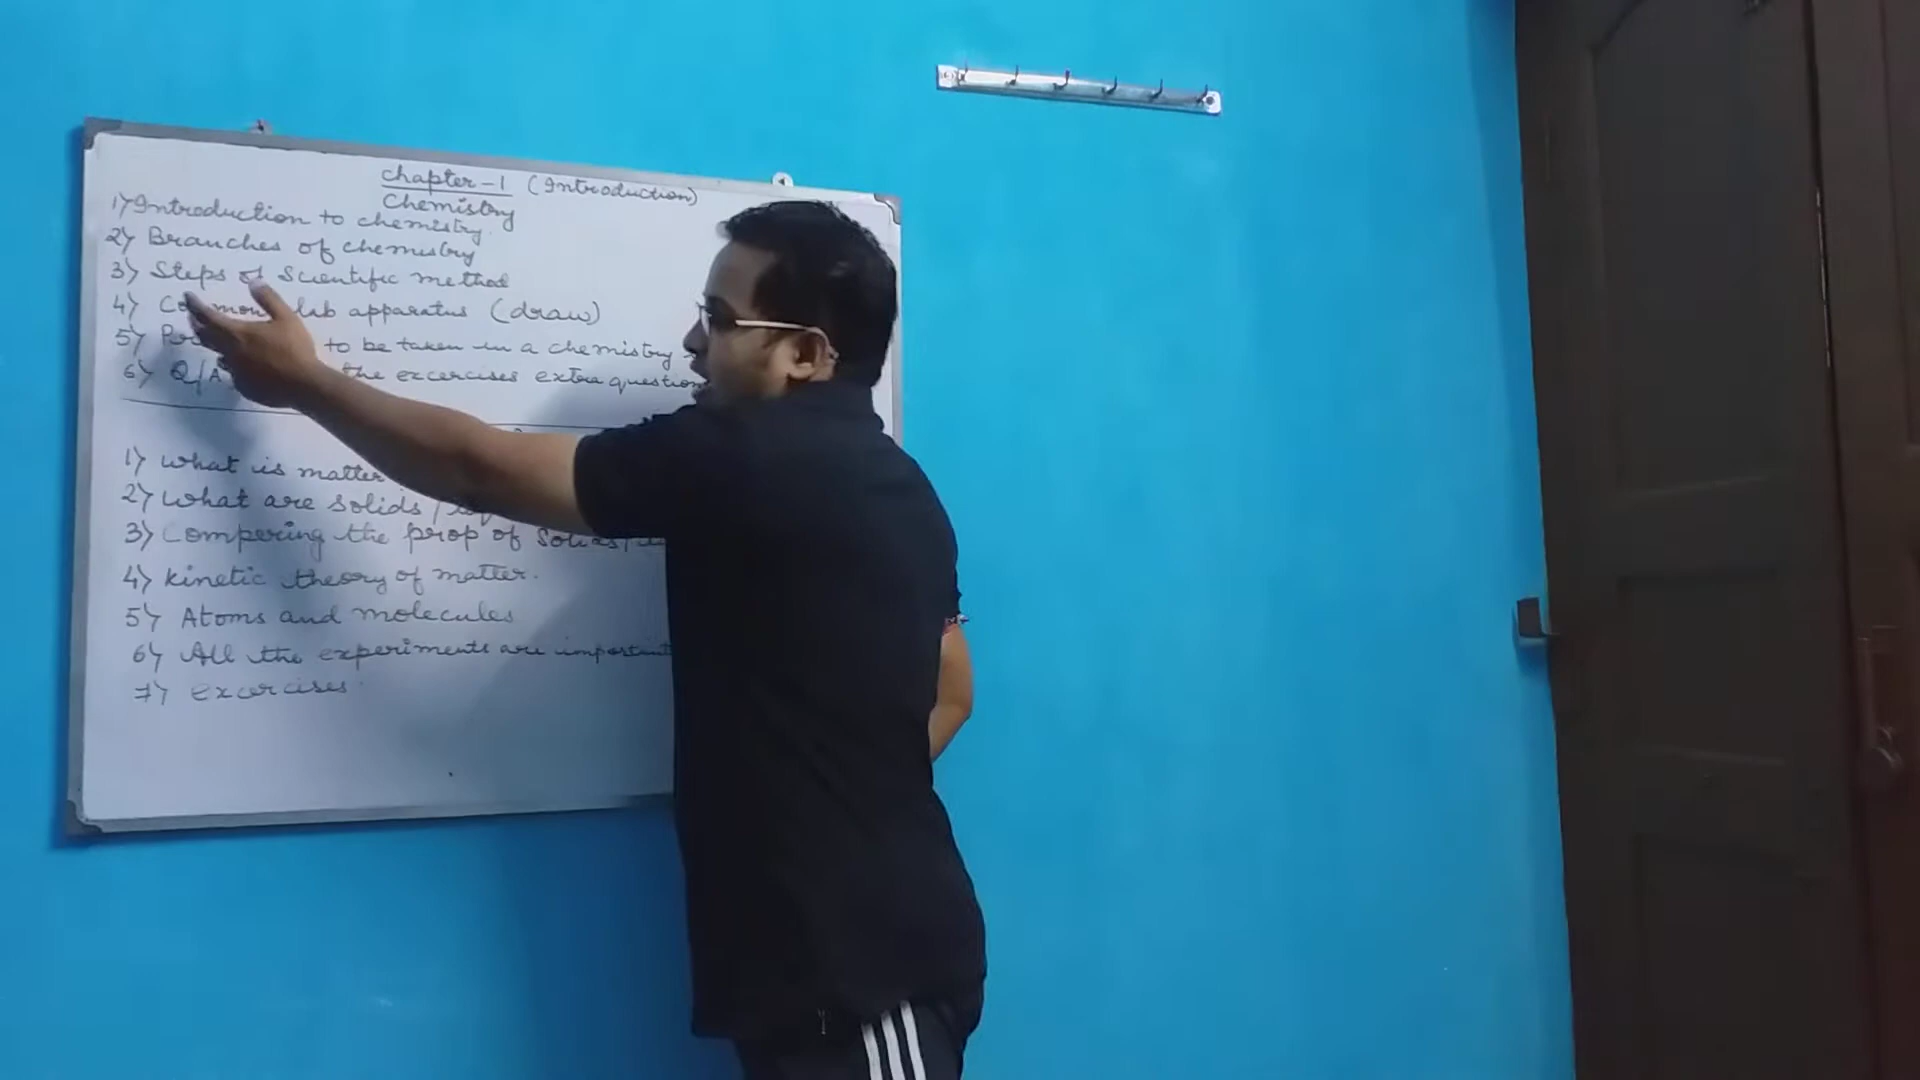 chapter-1 (Introduction)
Chemistry
1) Introduction to chemistry.
2) Branches of chemistry
3) Steps of Scientific method
4) Common lab apparatus (draw)
5) to be taken in a chemistry
6) Q/A the excercises extra question
1) what is matter
2) what are solids /
3) Compering the prop of Solids /
4) kinetic theory of matter.
5) Atoms and molecules
6) All the experiments are important
7) excercises